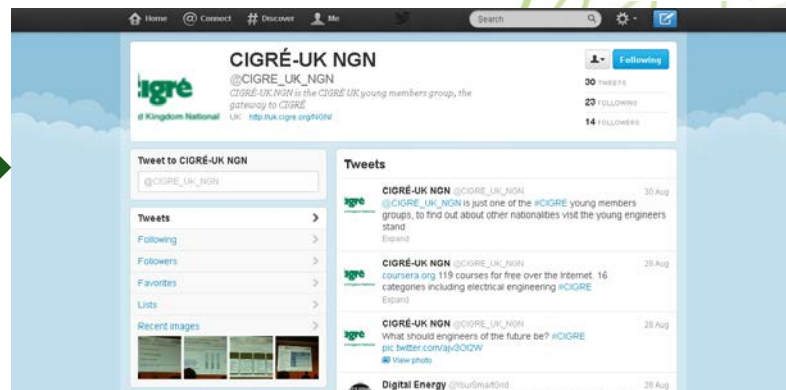 Home @ Connect # Discover Me
Search
CIGRÉ-UK NGN
@CIGRE_UK_NGN
CIGRÉ-UK NGN is the CIGRÉ UK young members group, the
gateway to CIGRÉ
UK · http://uk.cigre.org/NGN/
igré
d Kingdom National
Following
30 TWEETS
23 FOLLOWING
14 FOLLOWERS
Tweet to CIGRÉ-UK NGN
@CIGRE_UK_NGN
Tweets
Following
Followers
Favorites
Lists
Recent images
Tweets
CIGRÉ-UK NGN @CIGRE_UK_NGN 30 Aug
@CIGRE_UK_NGN is just one of the #CIGRE young members
groups, to find out about other nationalities visit the young engineers
stand
Expand
CIGRÉ-UK NGN @CIGRE_UK_NGN 28 Aug
coursera.org 119 courses for free over the Internet. 16
categories including electrical engineering #CIGRE
Expand
CIGRÉ-UK NGN @CIGRE_UK_NGN 28 Aug
What should engineers of the future be? #CIGRE
pic.twitter.com/ajv3OI2W
View photo
Digital Energy @YourSmartGrid 28 Aug